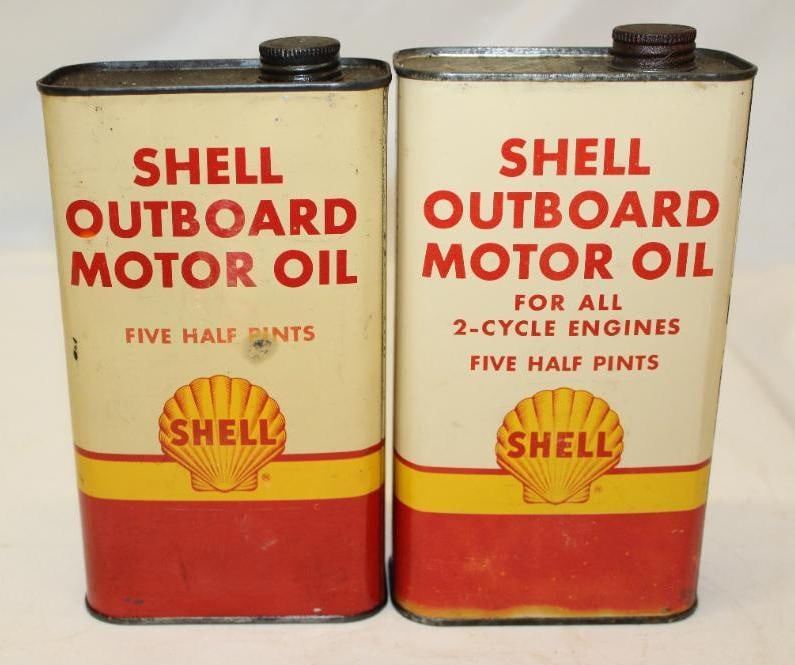 SHELL
OUTBOARD
MOTOR OIL
FIVE HALF PINTS
SHELL
®
SHELL
OUTBOARD
MOTOR OIL
FOR ALL
2-CYCLE ENGINES
FIVE HALF PINTS
SHELL
®